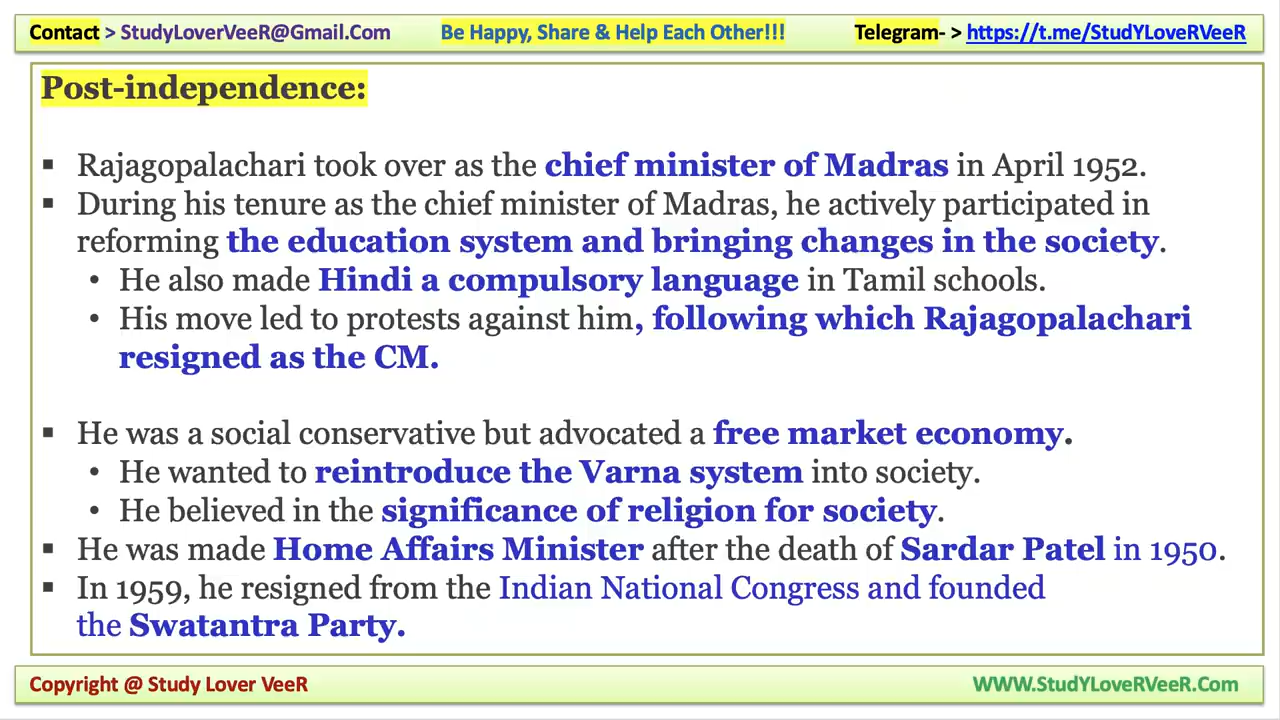 Contact > StudyLoverVeeR@Gmail.Com Be Happy, Share & Help Each Other!!! Telegram- > https://t.me/StudYLoveRVeeR
Post-independence:
▪ Rajagopalachari took over as the chief minister of Madras in April 1952.
▪ During his tenure as the chief minister of Madras, he actively participated in
reforming the education system and bringing changes in the society.
• He also made Hindi a compulsory language in Tamil schools.
• His move led to protests against him, following which Rajagopalachari
resigned as the CM.
▪ He was a social conservative but advocated a free market economy.
• He wanted to reintroduce the Varna system into society.
• He believed in the significance of religion for society.
▪ He was made Home Affairs Minister after the death of Sardar Patel in 1950.
▪ In 1959, he resigned from the Indian National Congress and founded
the Swatantra Party.
Copyright @ Study Lover VeeR WWW.StudYLoveRVeeR.Com